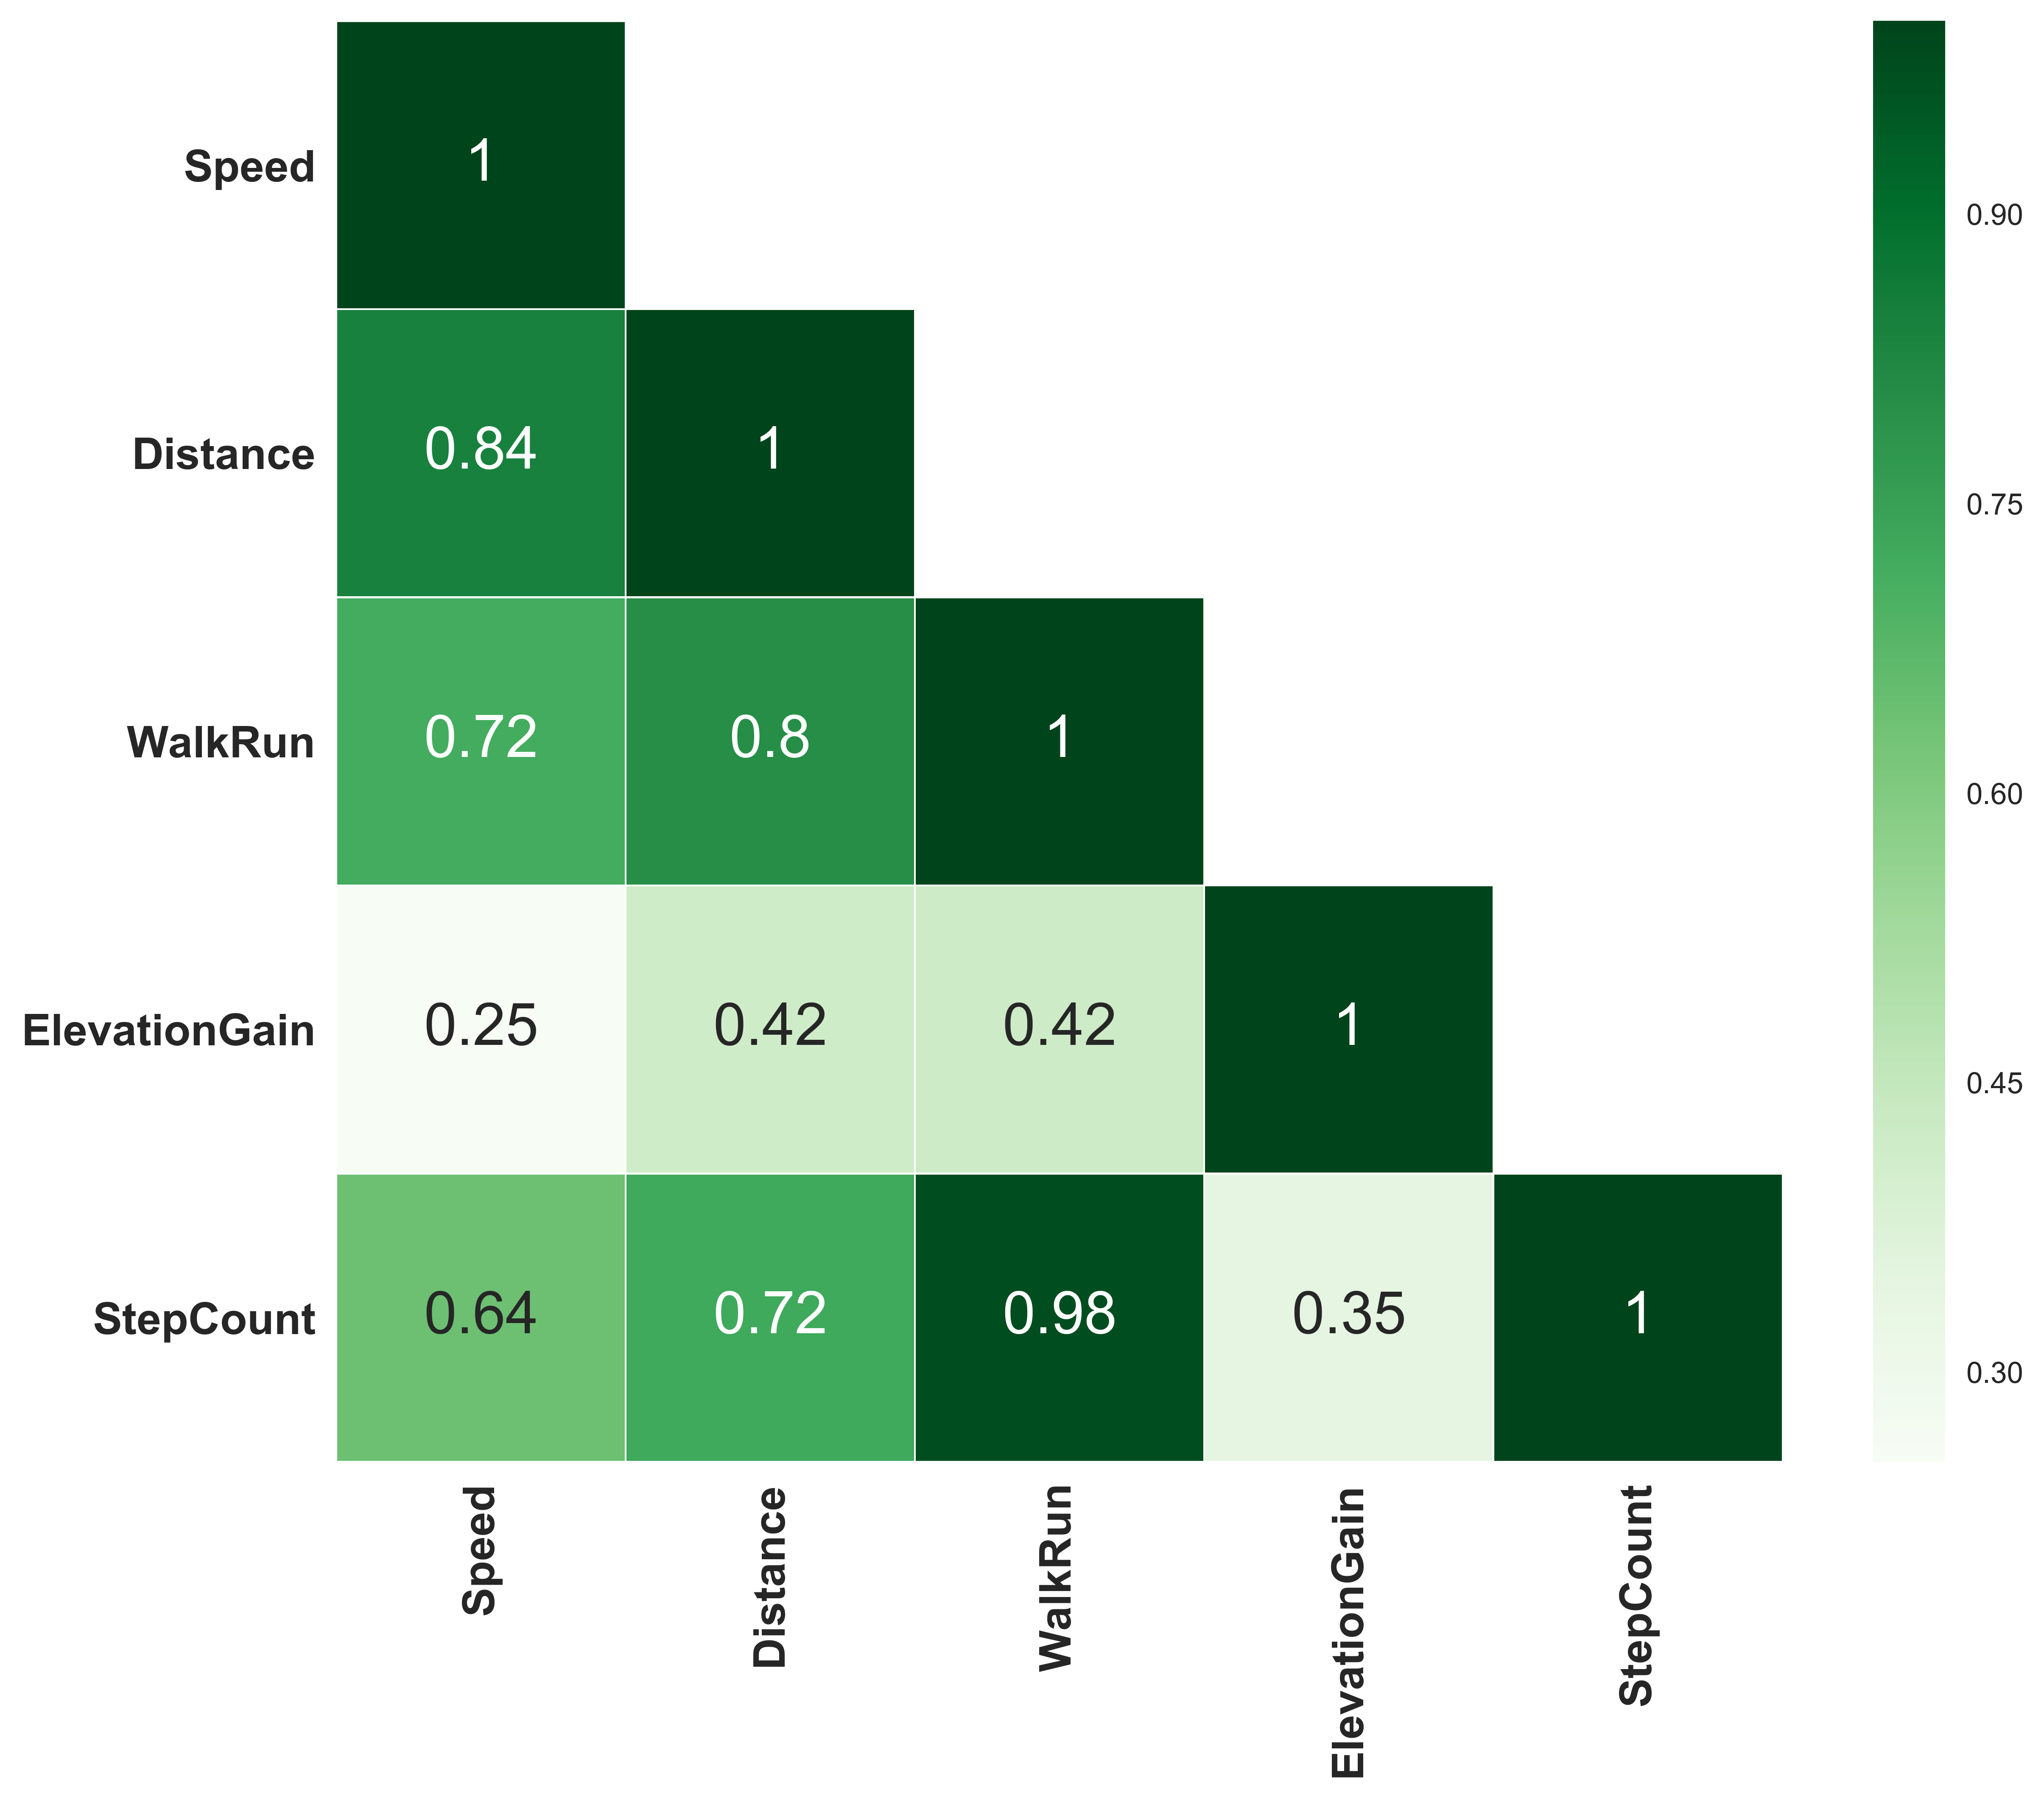 Speed 1
Distance 0.84 1
WalkRun 0.72 0.8 1
ElevationGain 0.25 0.42 0.42 1
StepCount 0.64 0.72 0.98 0.35 1
Speed
Distance
WalkRun
ElevationGain
StepCount
0.90
0.75
0.60
0.45
0.30